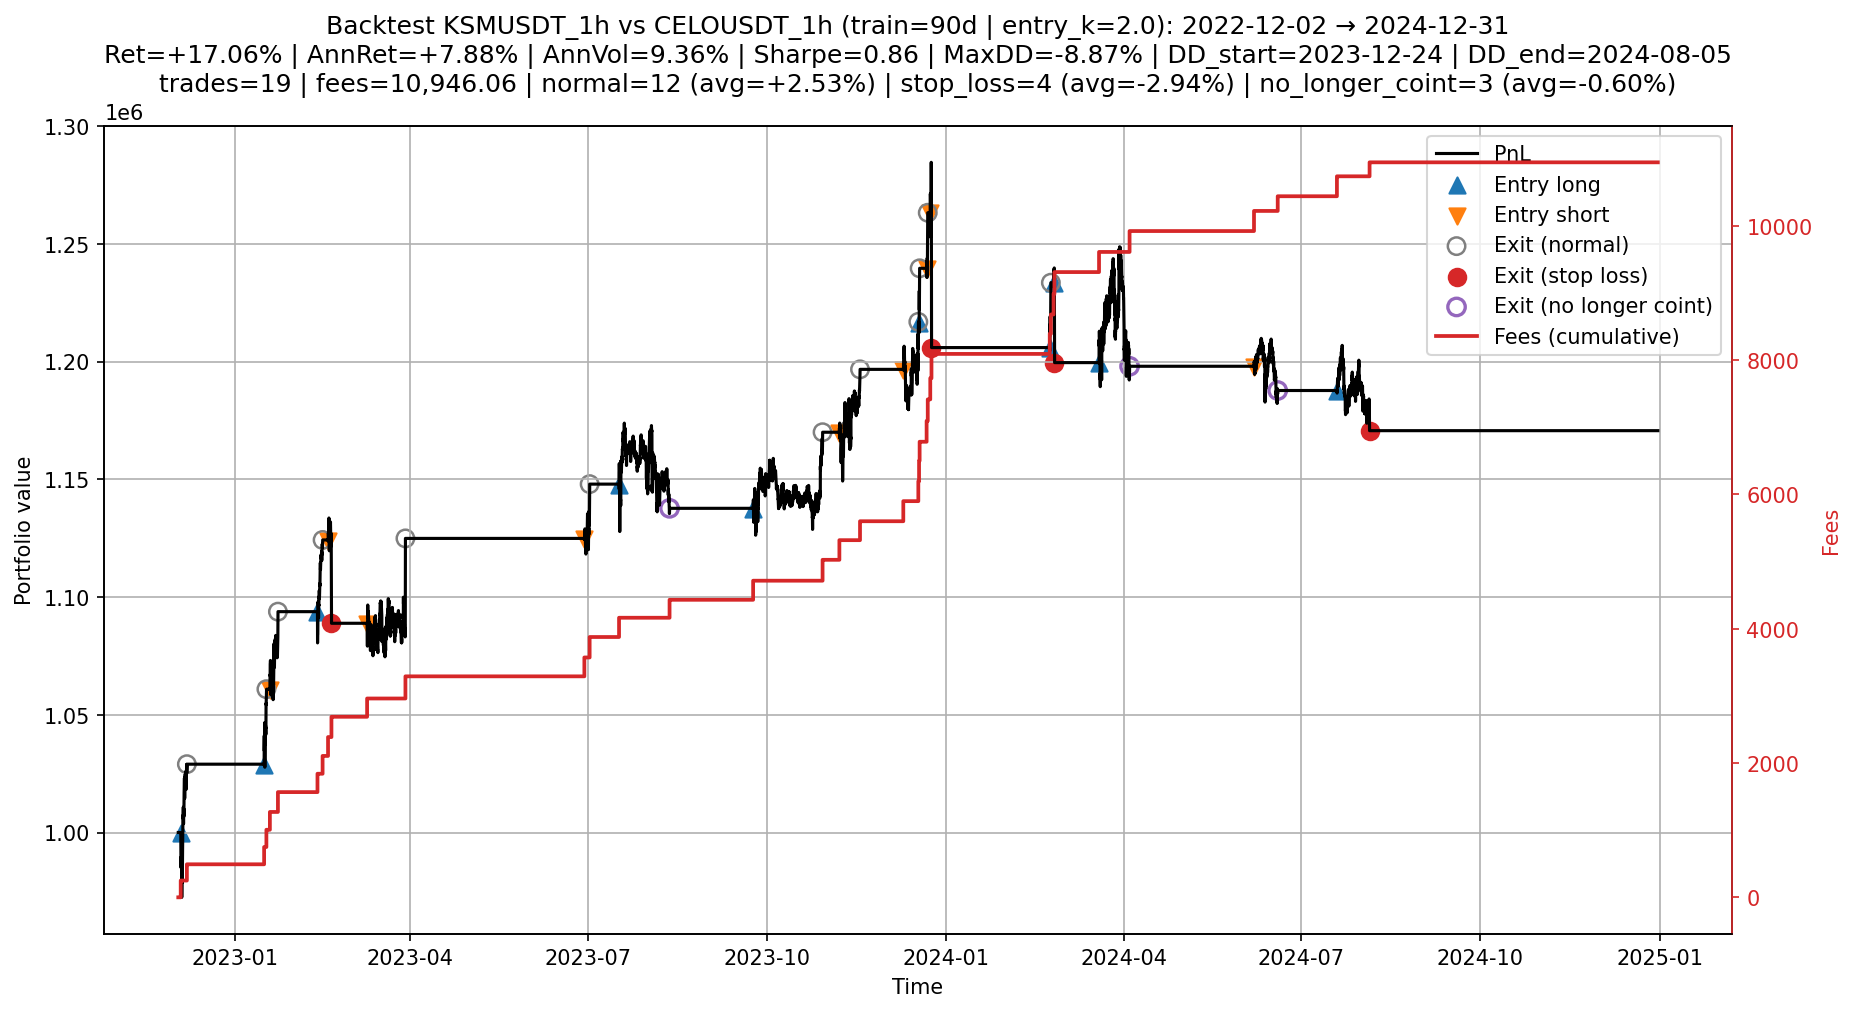 Backtest KSMUSDT_1h vs CELOUSDT_1h (train=90d | entry_k=2.0): 2022-12-02 → 2024-12-31
Ret=+17.06% | AnnRet=+7.88% | AnnVol=9.36% | Sharpe=0.86 | MaxDD=-8.87% | DD_start=2023-12-24 | DD_end=2024-08-05
trades=19 | fees=10,946.06 | normal=12 (avg=+2.53%) | stop_loss=4 (avg=-2.94%) | no_longer_coint=3 (avg=-0.60%)
1e6
1.30
1.25
1.20
1.15
1.10
1.05
1.00
Portfolio value
PnL
Entry long
Entry short
Exit (normal)
Exit (stop loss)
Exit (no longer coint)
Fees (cumulative)
10000
8000
6000
4000
2000
0
Fees
2023-01
2023-04
2023-07
2023-10
2024-01
2024-04
2024-07
2024-10
2025-01
Time